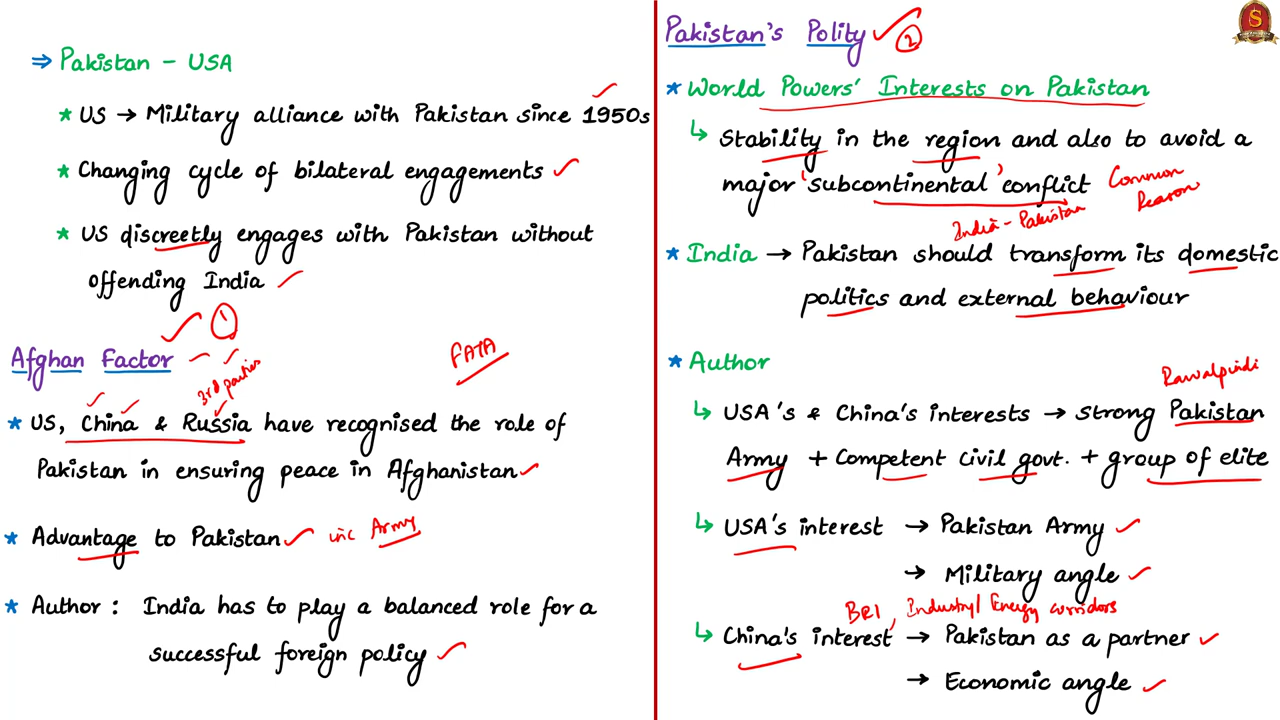 ⇒ Pakistan - USA
* US → Military alliance with Pakistan since 1950s
* Changing cycle of bilateral engagements
* US discreetly engages with Pakistan without
offending India
1
Afghan Factor
3rd parties
FATA
* US, China & Russia have recognised the role of
Pakistan in ensuring peace in Afghanistan
* Advantage to Pakistan inc Army
* Author : India has to play a balanced role for a
successful foreign policy
Pakistan's Polity 2
* World Powers' Interests on Pakistan
↳ Stability in the region and also to avoid a
major 'subcontinental' conflict Common
Reason
India-Pakistan
* India → Pakistan should transform its domestic
politics and external behaviour
* Author
Rawalpindi
↳ USA's & China's interests → strong Pakistan
Army + Competent Civil govt. + group of elite
↳ USA's interest → Pakistan Army
→ Military angle
BRI, Industry/ Energy corridors
↳ China's interest → Pakistan as a partner
→ Economic angle
S